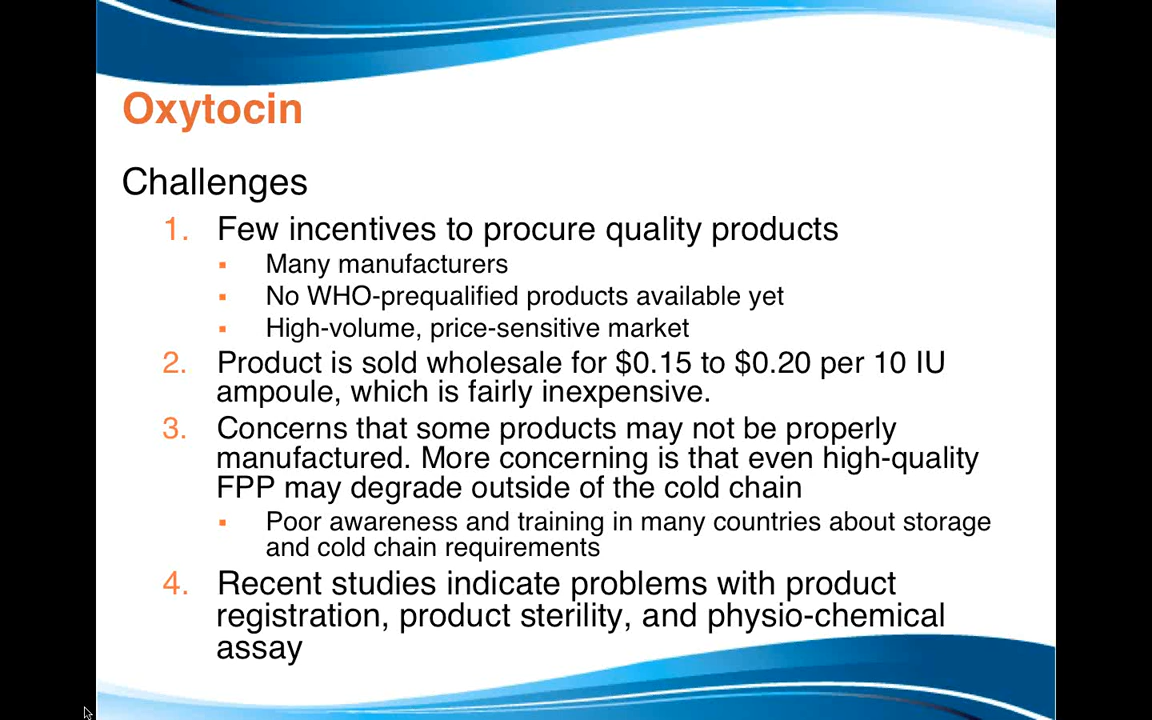 Oxytocin
Challenges
1. Few incentives to procure quality products
▪ Many manufacturers
▪ No WHO-prequalified products available yet
▪ High-volume, price-sensitive market
2. Product is sold wholesale for $0.15 to $0.20 per 10 IU
ampoule, which is fairly inexpensive.
3. Concerns that some products may not be properly
manufactured. More concerning is that even high-quality
FPP may degrade outside of the cold chain
▪ Poor awareness and training in many countries about storage
and cold chain requirements
4. Recent studies indicate problems with product
registration, product sterility, and physio-chemical
assay